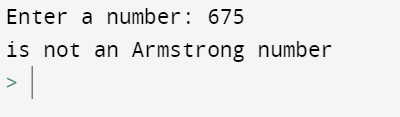 Enter a number: 675
is not an Armstrong number
>